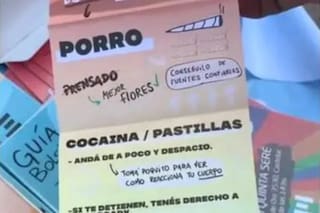 PORRO
PRENSADO
MEJOR
FLORES
CONSEGUILO DE
FUENTES CONFIABLES
COCAINA / PASTILLAS
- ANDÁ DE A POCO Y DESPACIO.
TOMÁ POQUITO PARA VER
COMO REACCIONA TU CUERPO
- SI TE DETIENEN, TENÉS DERECHO A
GUÍA
QUINTA SERÉ